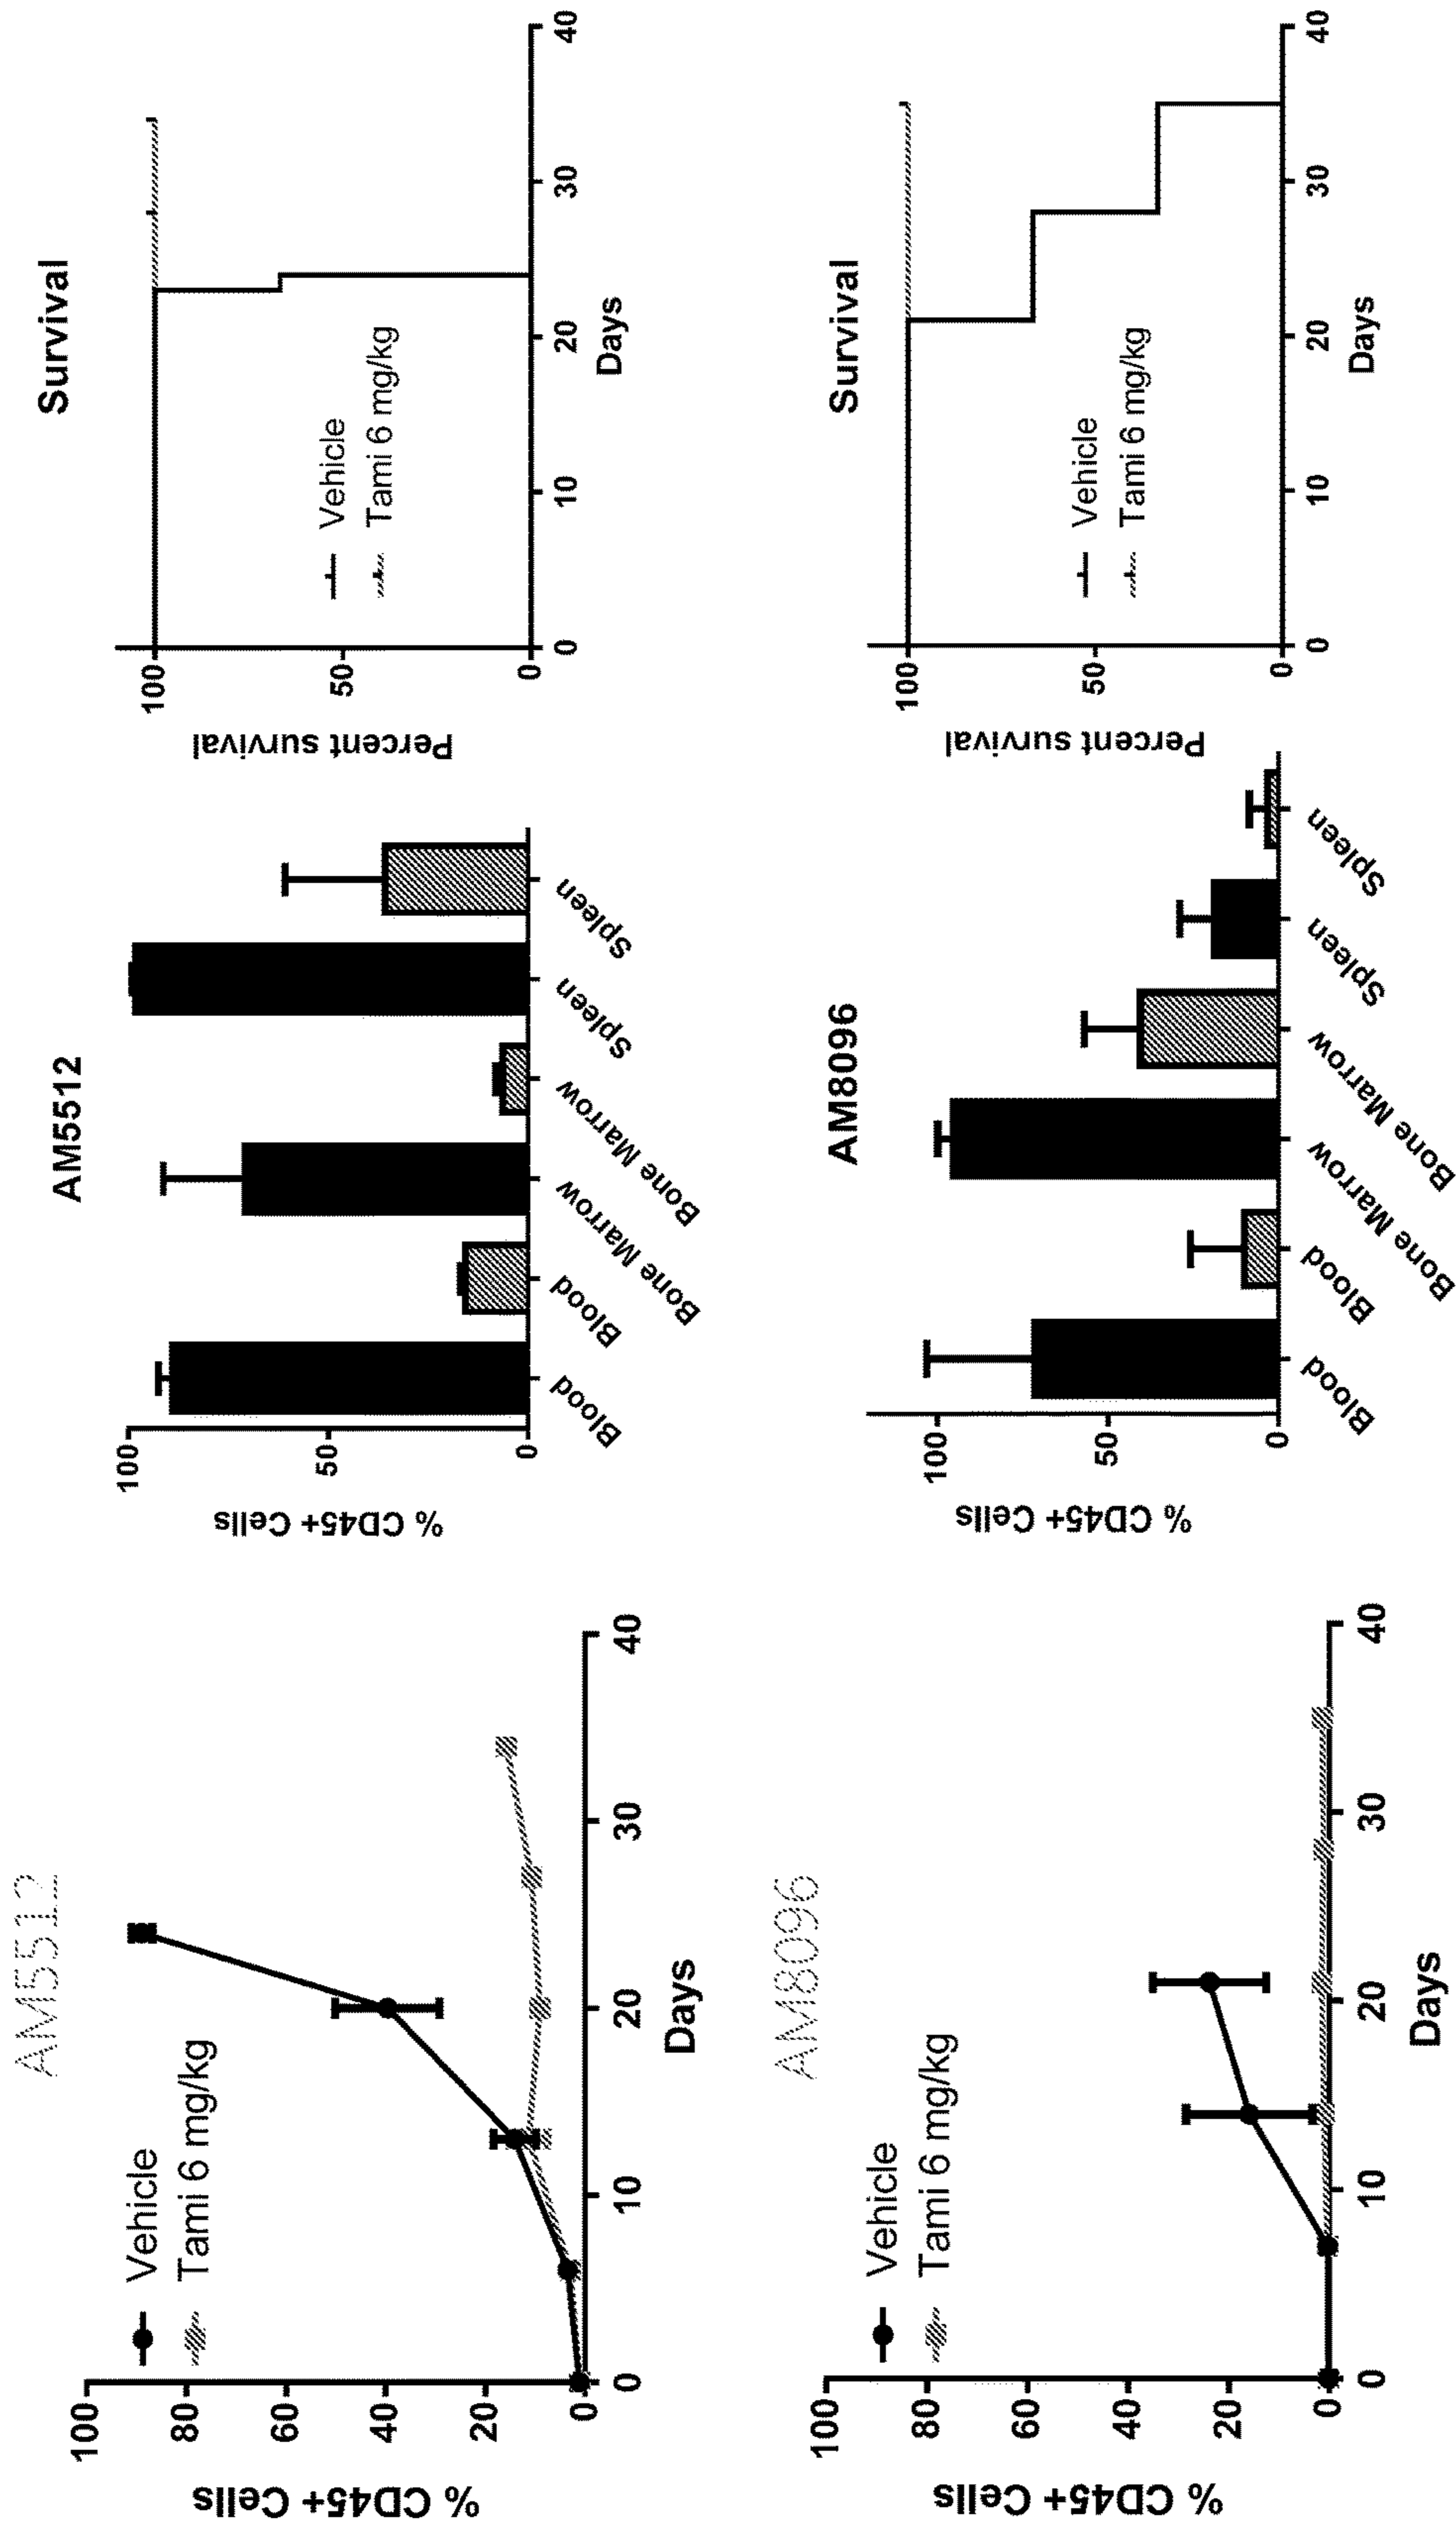 AM5512
% CD45+ Cells
100
80
60
40
20
0
Vehicle
Tami 6 mg/kg
0
10
20
30
40
Days
AM5512
% CD45+ Cells
100
50
0
Blood
Blood
Bone Marrow
Bone Marrow
Spleen
Spleen
Survival
Percent survival
100
50
0
Vehicle
Tami 6 mg/kg
0
10
20
30
40
Days
AM8096
% CD45+ Cells
100
80
60
40
20
0
Vehicle
Tami 6 mg/kg
0
10
20
30
40
Days
AM8096
% CD45+ Cells
100
50
0
Blood
Blood
Bone Marrow
Bone Marrow
Spleen
Spleen
Survival
Percent survival
100
50
0
Vehicle
Tami 6 mg/kg
0
10
20
30
40
Days